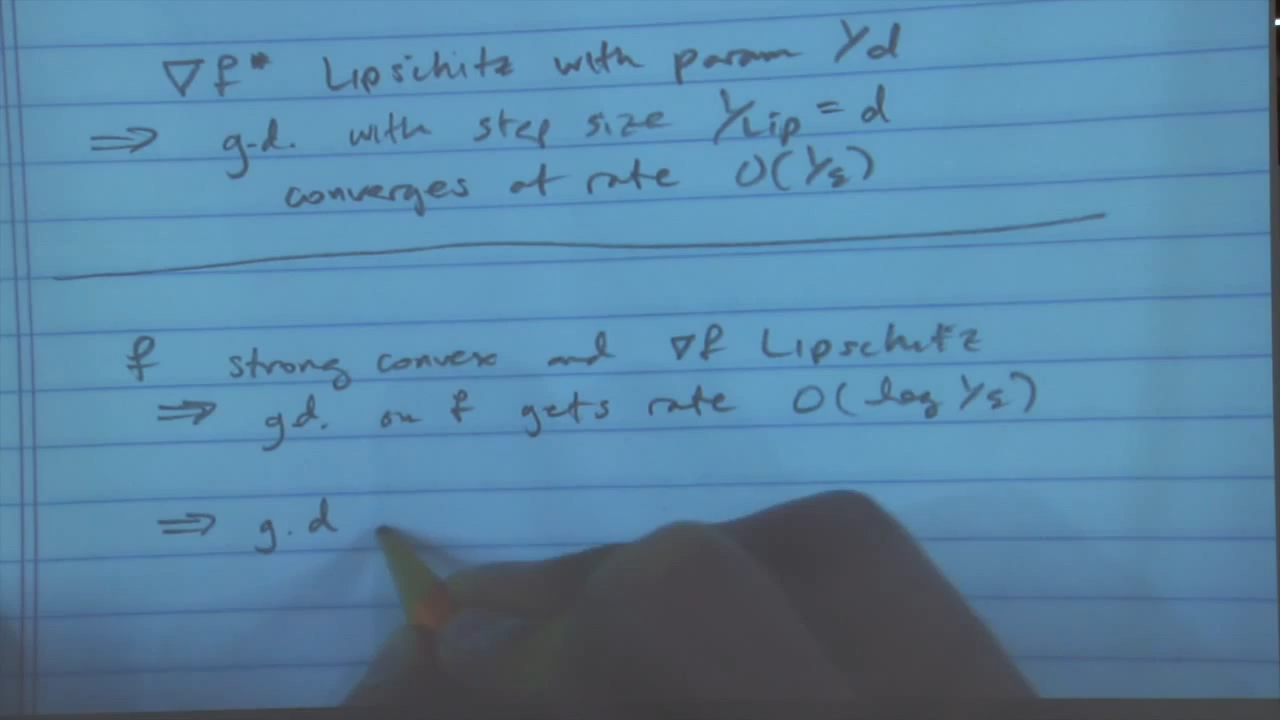 ∇f* Lipschitz with param 1/d
⇒ g.d. with step size 1/Lip = d
converges at rate O(1/ε)
f strong convex and ∇f Lipschitz
⇒ gd. on f gets rate O(log 1/ε)
⇒ g.d